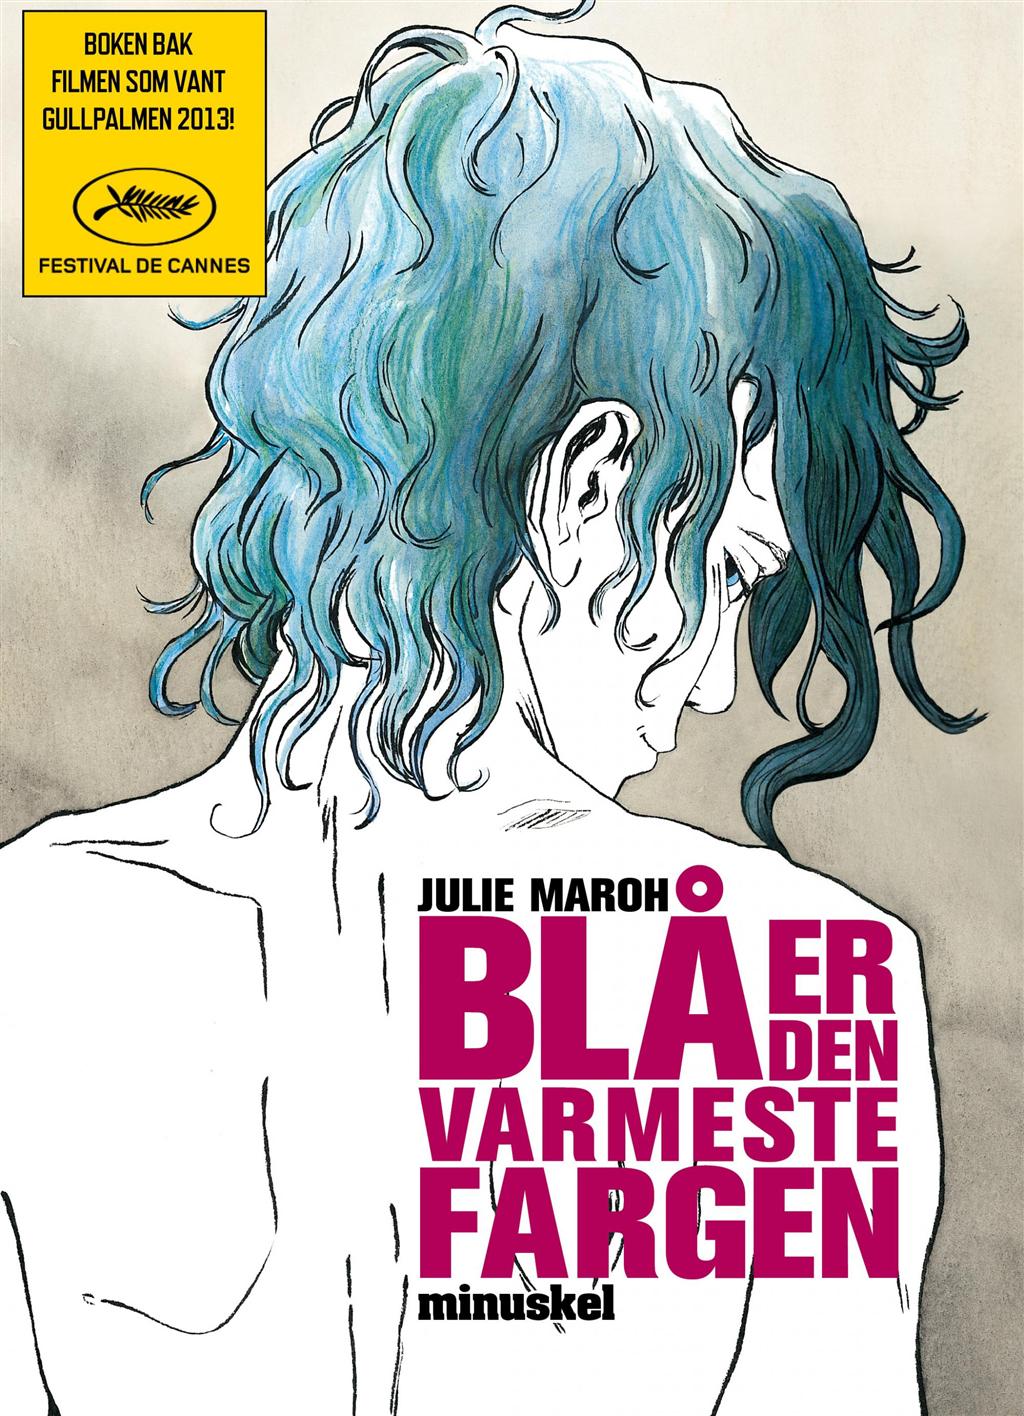 BOKEN BAK
FILMEN SOM VANT
GULLPALMEN 2013!
FESTIVAL DE CANNES
JULIE MAROH
BLÅ ER
DEN
VARMESTE
FARGEN
minuskel